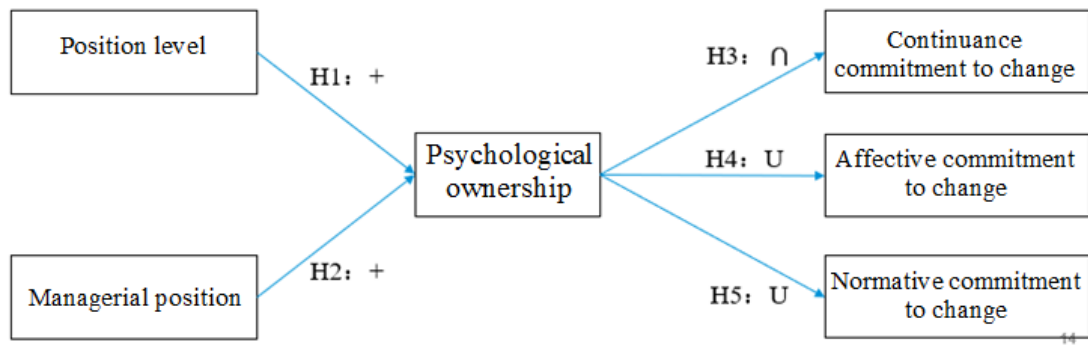 Position level
H1： +
Managerial position
H2： +
Psychological
ownership
H3： ∩
Continuance
commitment to change
H4： U
Affective commitment
to change
H5： U
Normative commitment
to change
14